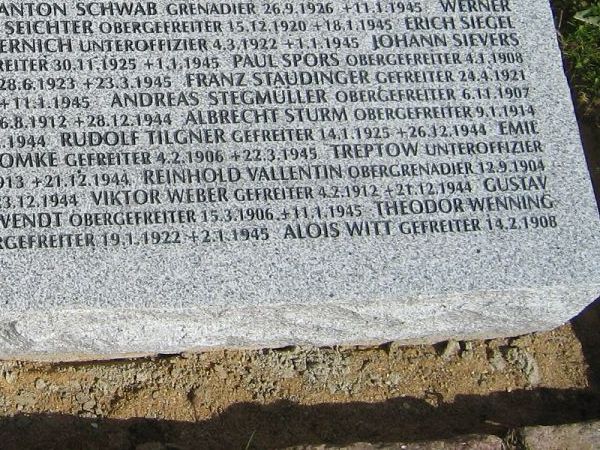 ANTON SCHWAB GRENADIER 26.9.1926 +11.1.1945 WERNER
SEICHTER OBERGEFREITER 15.12.1920 +18.1.1945 ERICH SIEGEL
ERNICH UNTEROFFIZIER 4.3.1922 +1.1.1945 JOHANN SIEVERS
REITER 30.11.1925 +1.1.1945 PAUL SPORS OBERGEFREITER 4.1.1908
28.6.1923 +23.3.1945 FRANZ STAUDINGER GEFREITER 24.4.1921
+11.1.1945 ANDREAS STEGMÜLLER OBERGEFREITER 6.11.1907
6.8.1912 +28.12.1944 ALBRECHT STURM OBERGEFREITER 9.1.1914
.1944 RUDOLF TILGNER GEFREITER 14.1.1925 +26.12.1944 EMIL
OMKE GEFREITER 4.2.1906 +22.3.1945 TREPTOW UNTEROFFIZIER
913 +21.12.1944 REINHOLD VALLENTIN OBERGRENADIER 12.9.1904
3.12.1944 VIKTOR WEBER GEFREITER 4.2.1912 +21.12.1944 GUSTAV
WENDT OBERGEFREITER 15.3.1906 +11.1.1945 THEODOR WENNING
RGEFREITER 19.1.1922 +2.1.1945 ALOIS WITT GEFREITER 14.2.1908